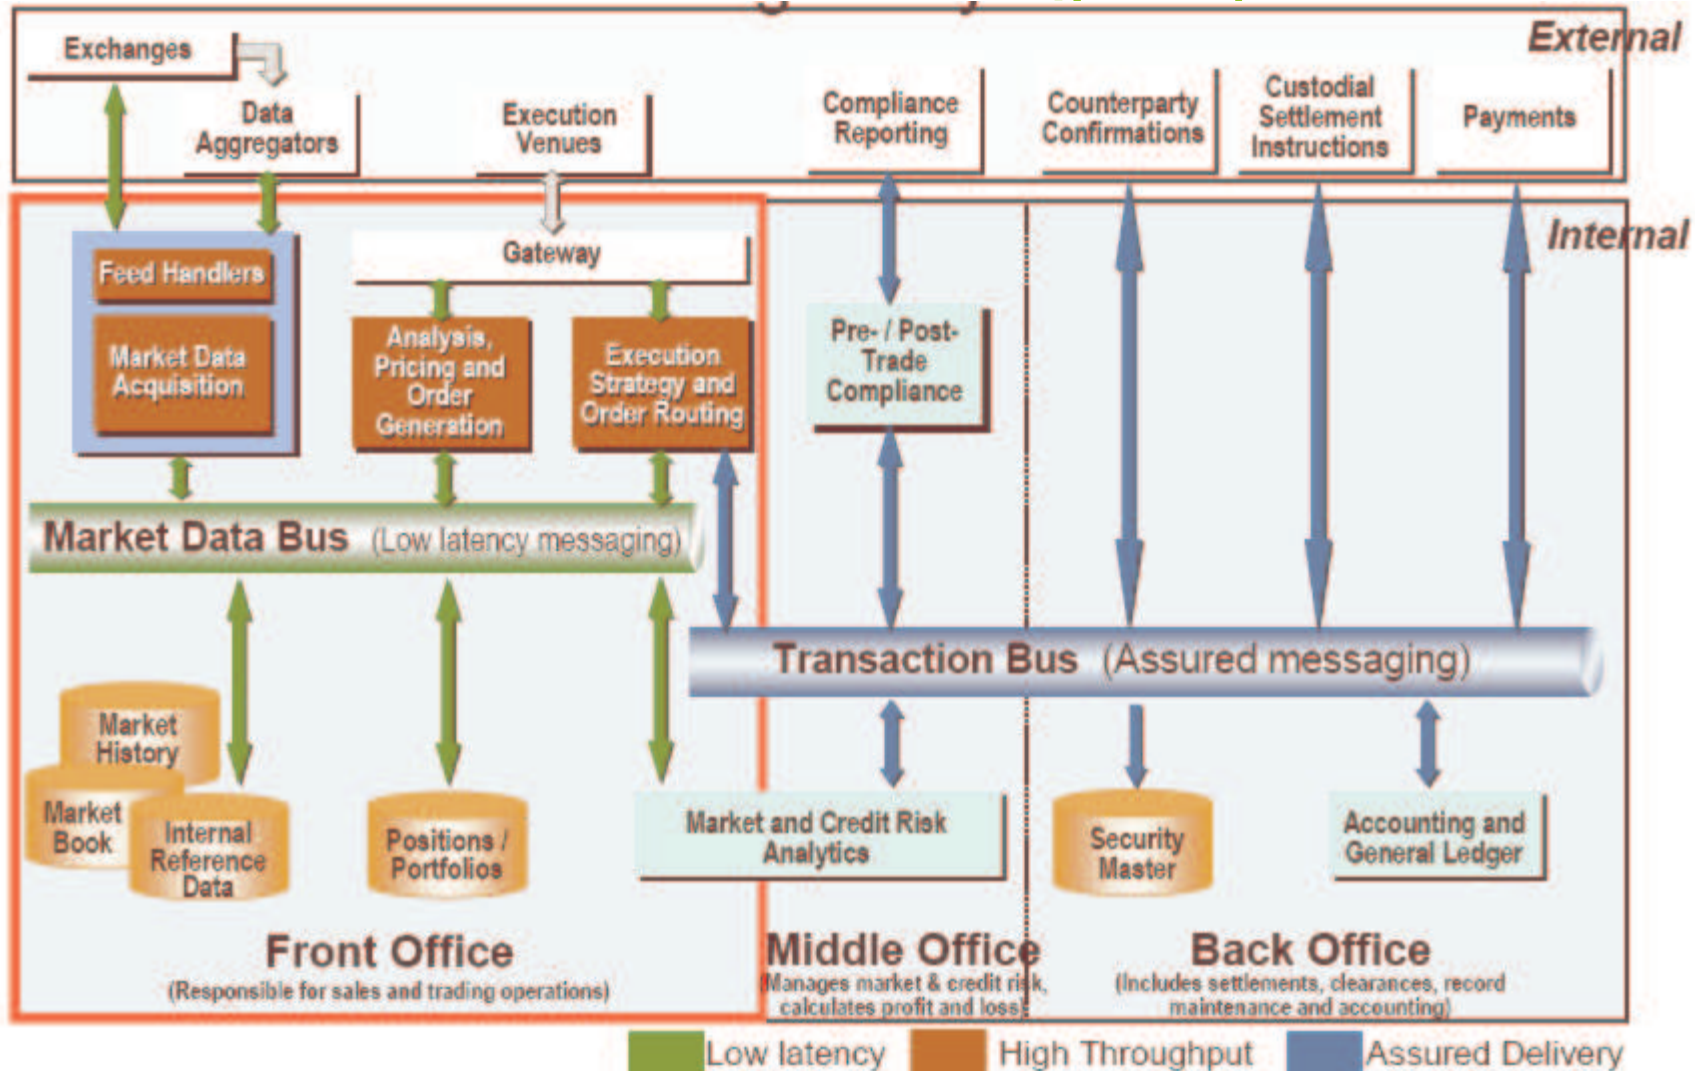 External
Exchanges
Data
Aggregators
Execution
Venues
Compliance
Reporting
Counterparty
Confirmations
Custodial
Settlement
Instructions
Payments
Internal
Feed Handlers
Market Data
Acquisition
Gateway
Analysis,
Pricing and
Order
Generation
Execution
Strategy and
Order Routing
Pre- / Post-
Trade
Compliance
Market Data Bus (Low latency messaging)
Transaction Bus (Assured messaging)
Market
History
Market
Book
Internal
Reference
Data
Positions /
Portfolios
Market and Credit Risk
Analytics
Security
Master
Accounting and
General Ledger
Front Office
(Responsible for sales and trading operations)
Middle Office
(Manages market & credit risk,
calculates profit and loss)
Back Office
(Includes settlements, clearances, record
maintenance and accounting)
Low latency
High Throughput
Assured Delivery